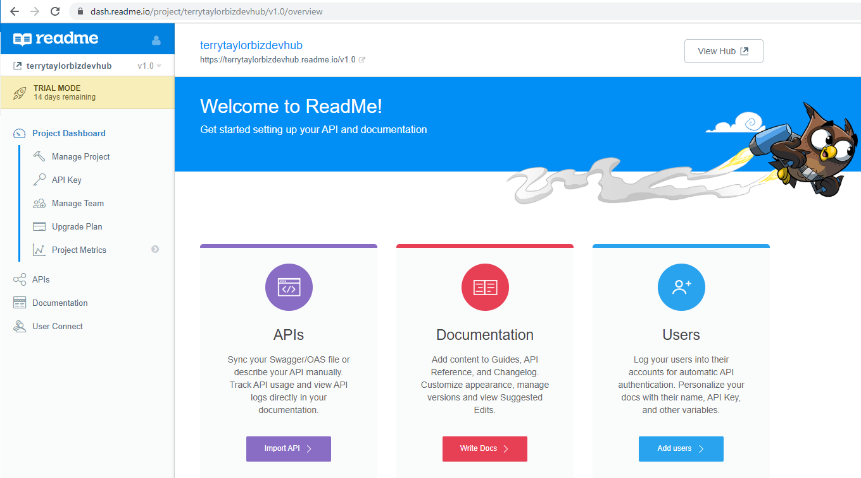 dash.readme.io/project/terrytaylorbizdevhub/v1.0/overview
readme
terrytaylorbizdevhub v1.0
TRIAL MODE
14 days remaining
Project Dashboard
Manage Project
API Key
Manage Team
Upgrade Plan
Project Metrics
APIs
Documentation
User Connect
terrytaylorbizdevhub
https://terrytaylorbizdevhub.readme.io/v1.0
View Hub
Welcome to ReadMe!
Get started setting up your API and documentation
APIs
Sync your Swagger/OAS file or
describe your API manually.
Track API usage and view API
logs directly in your
documentation.
Import API
Documentation
Add content to Guides, API
Reference, and Changelog.
Customize appearance, manage
versions and view Suggested
Edits.
Write Docs
Users
Log your users into their
accounts for automatic API
authentication. Personalize your
docs with their name, API Key,
and other variables.
Add users